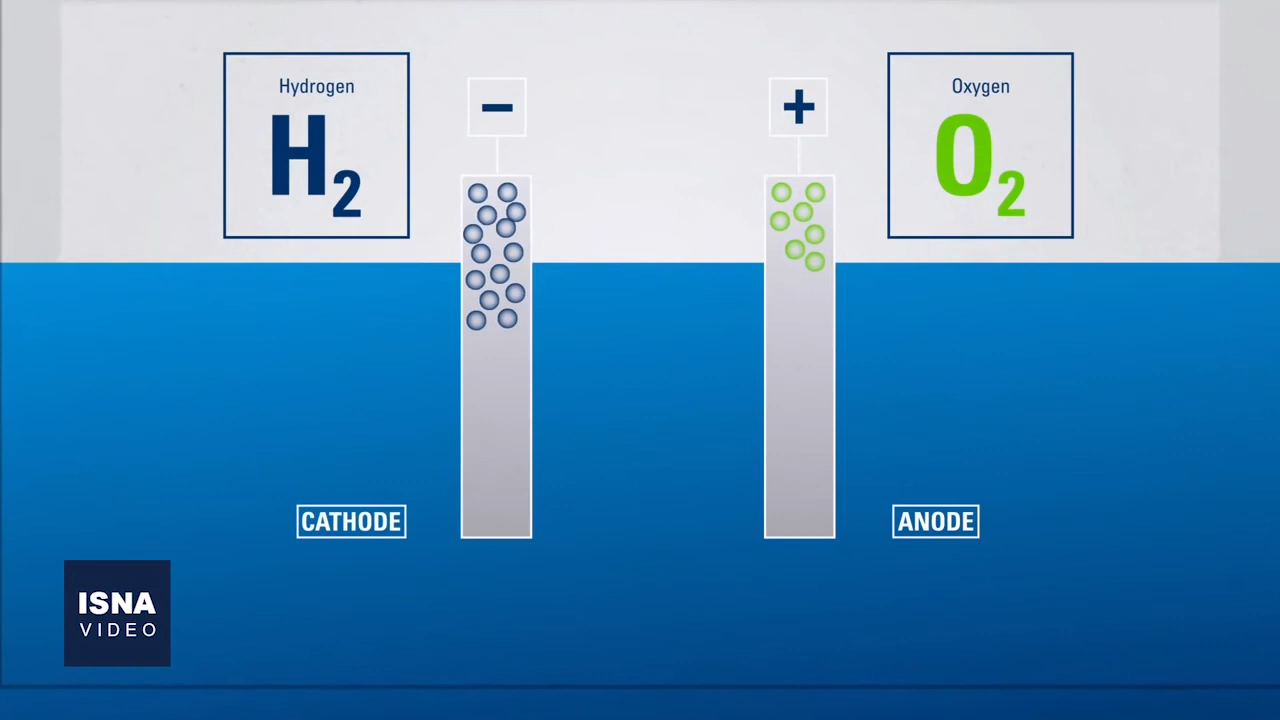 Hydrogen
H2
−
+
Oxygen
O2
CATHODE
ANODE
ISNA
VIDEO